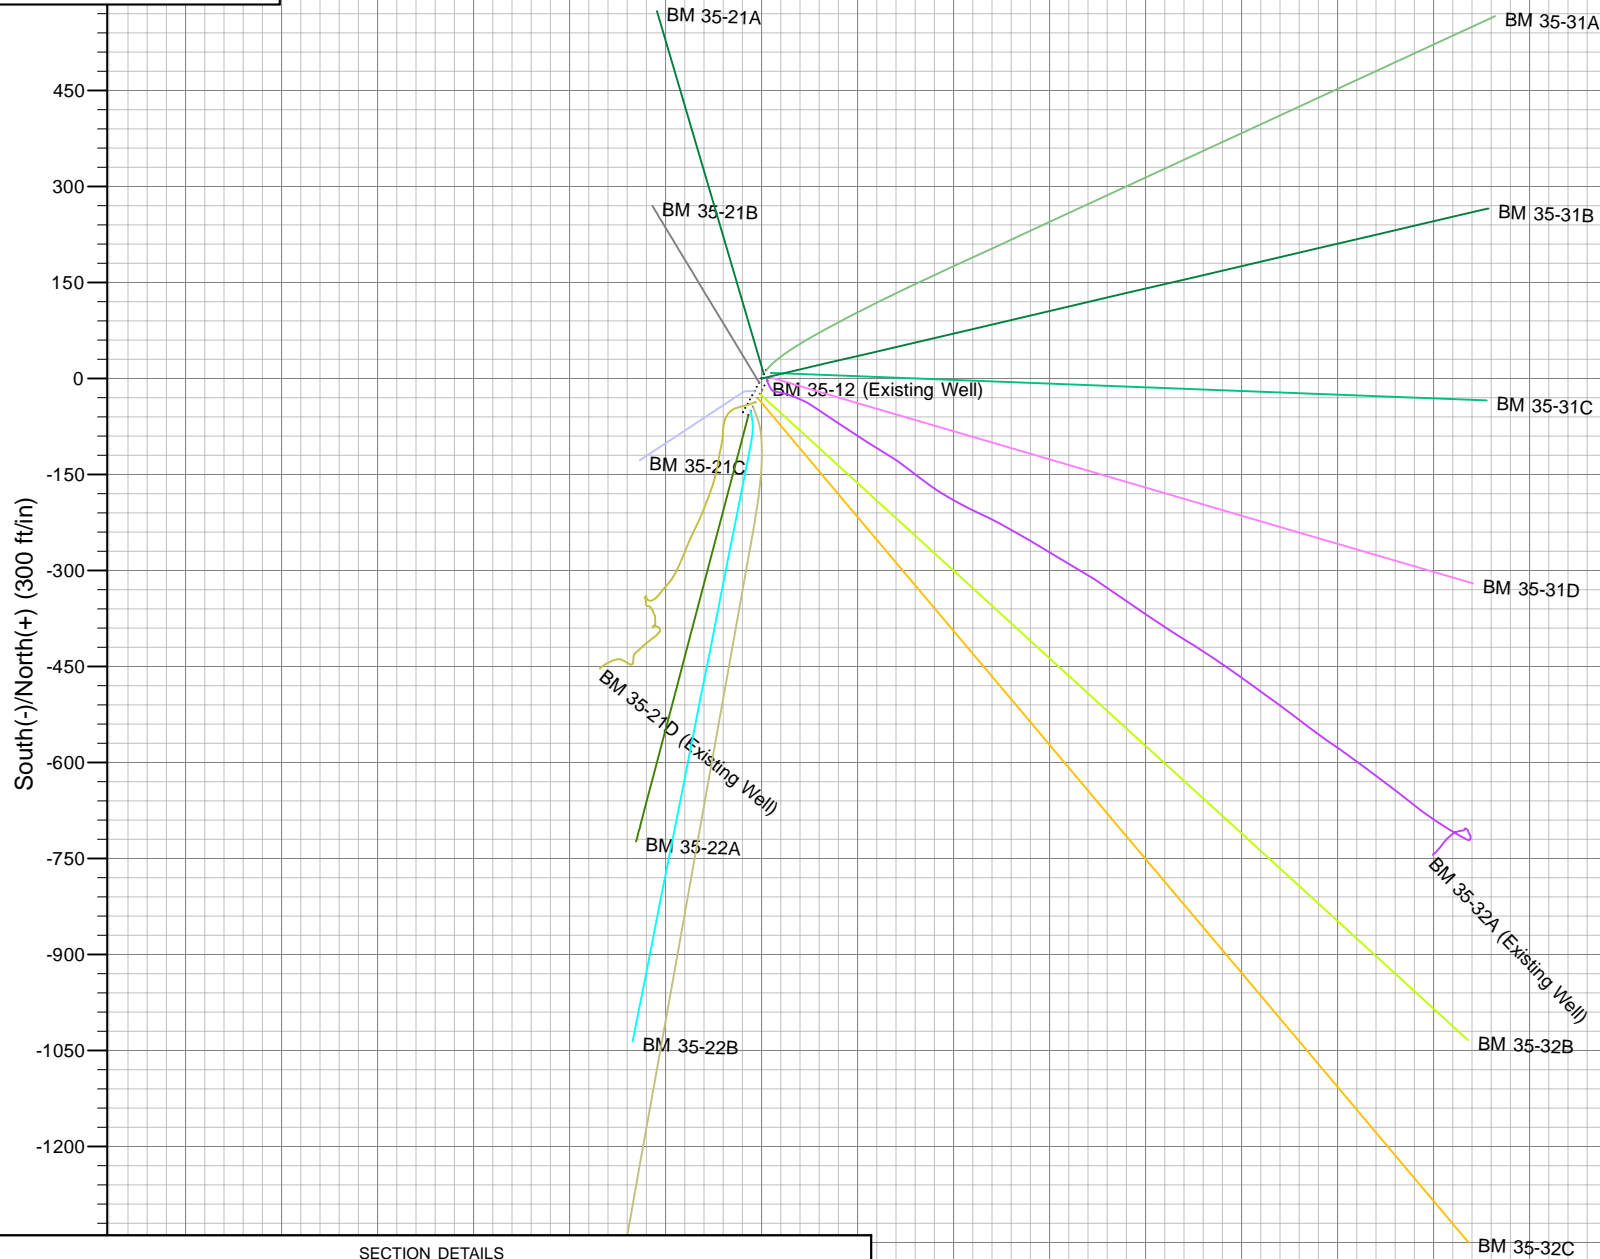 BM 35-21A
BM 35-31A
450
300
BM 35-21B
BM 35-31B
150
0
BM 35-12 (Existing Well)
BM 35-31C
-150
BM 35-21C
South(-)/North(+) (300 ft/in)
-300
BM 35-31D
-450
BM 35-21D (Existing Well)
-600
BM 35-22A
-750
BM 35-32A (Existing Well)
-900
BM 35-22B
BM 35-32B
-1050
-1200
BM 35-32C
SECTION DETAILS